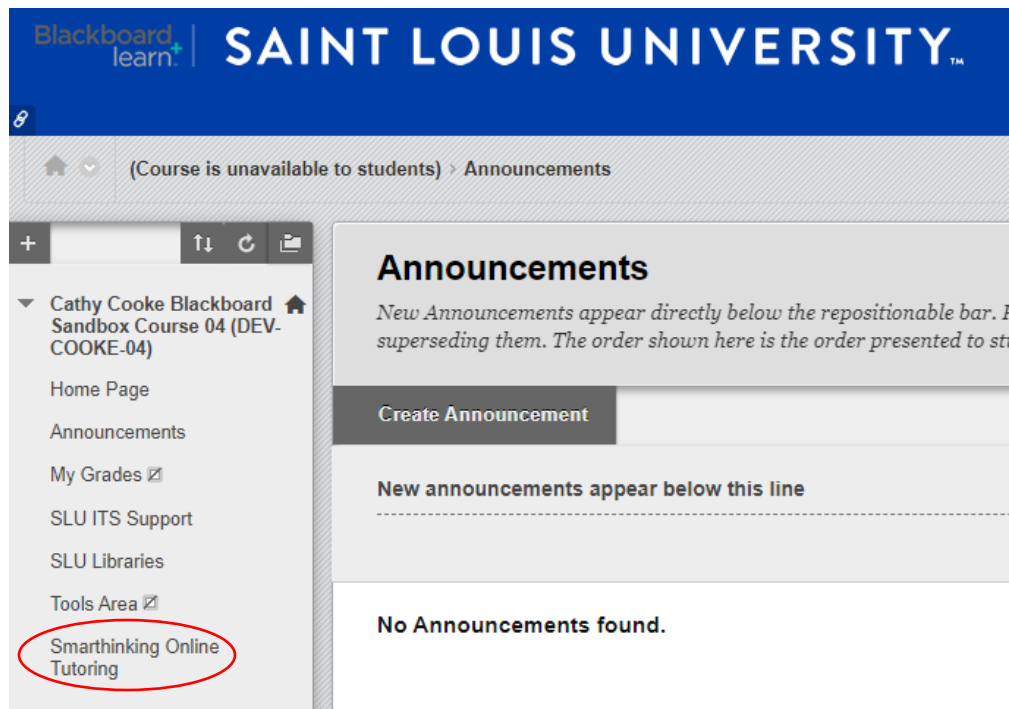 Blackboard
learn+
SAINT LOUIS UNIVERSITY™
(Course is unavailable to students) > Announcements
Cathy Cooke Blackboard
Sandbox Course 04 (DEV-
COOKE-04)
Home Page
Announcements
My Grades
SLU ITS Support
SLU Libraries
Tools Area
Smarthinking Online
Tutoring
Announcements
New Announcements appear directly below the repositionable bar.
superseding them. The order shown here is the order presented to
Create Announcement
New announcements appear below this line
No Announcements found.